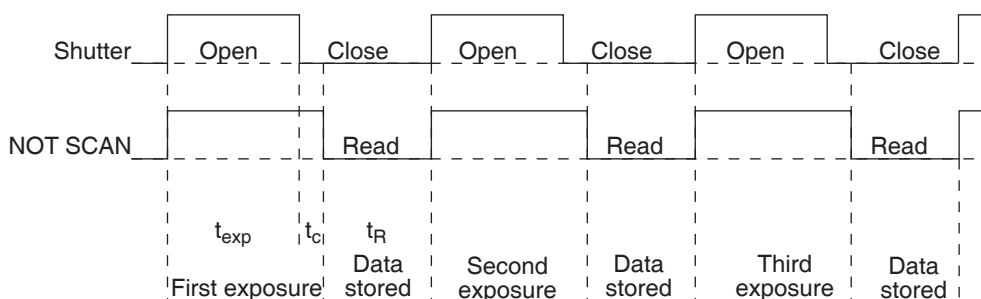 Shutter Open Close Open Close Open Close
NOT SCAN Read Read Read
t_exp t_c t_R
Data Second Data Third Data
First exposure stored exposure stored exposure stored